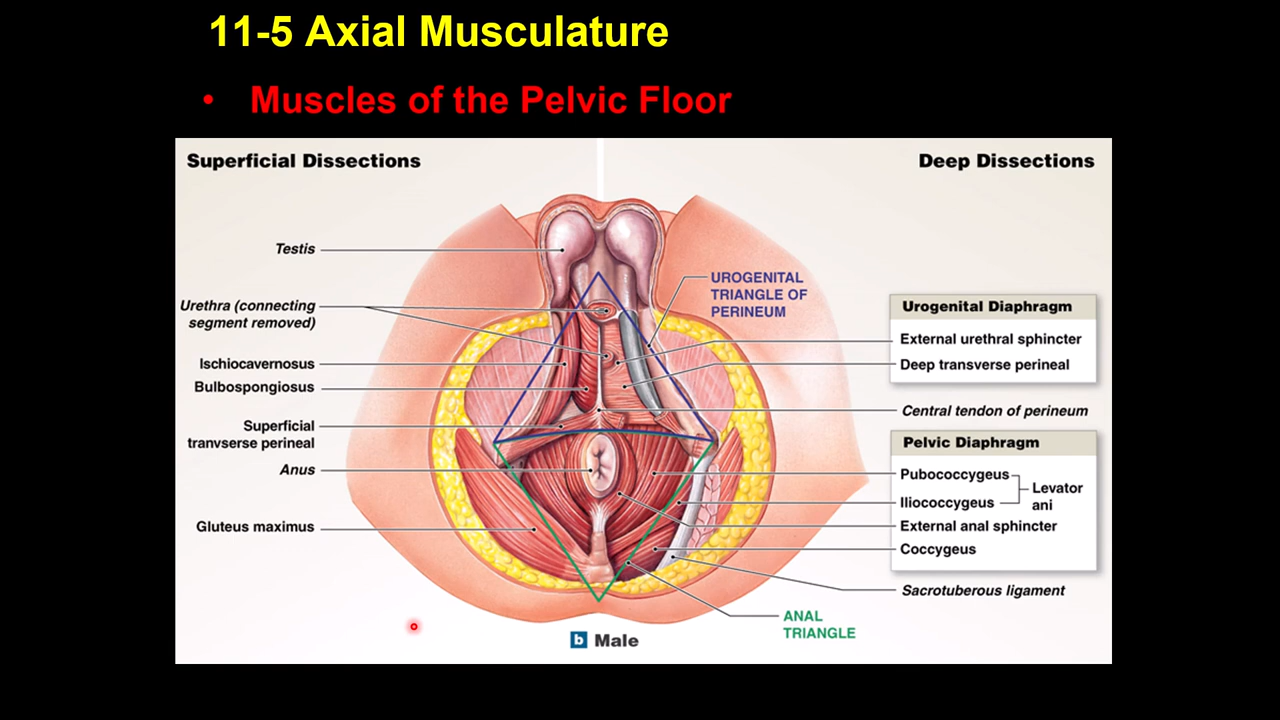 11-5 Axial Musculature
• Muscles of the Pelvic Floor
Superficial Dissections
Deep Dissections
Testis
Urethra (connecting
segment removed)
Ischiocavernosus
Bulbospongiosus
Superficial
tranvserse perineal
Anus
Gluteus maximus
UROGENITAL
TRIANGLE OF
PERINEUM
Urogenital Diaphragm
External urethral sphincter
Deep transverse perineal
Central tendon of perineum
Pelvic Diaphragm
Pubococcygeus
Iliococcygeus
Levator
ani
External anal sphincter
Coccygeus
Sacrotuberous ligament
ANAL
TRIANGLE
b Male